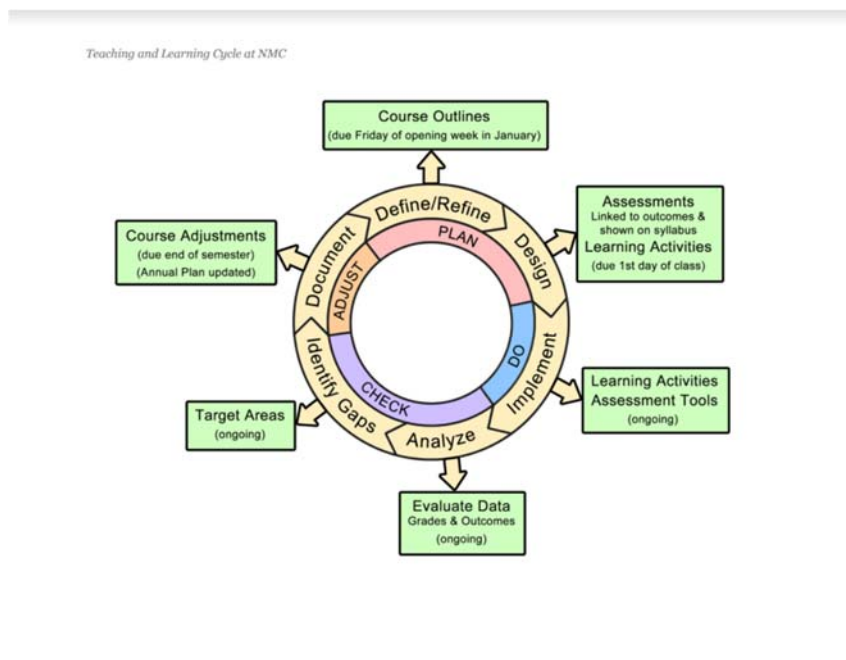 Teaching and Learning Cycle at NMC
Course Outlines
(due Friday of opening week in January)
Assessments
Linked to outcomes &
shown on syllabus
Learning Activities
(due 1st day of class)
Course Adjustments
(due end of semester)
(Annual Plan updated)
Define/Refine
Design
Implement
Analyze
Identify Gaps
Document
PLAN
DO
CHECK
ADJUST
Learning Activities
Assessment Tools
(ongoing)
Target Areas
(ongoing)
Evaluate Data
Grades & Outcomes
(ongoing)